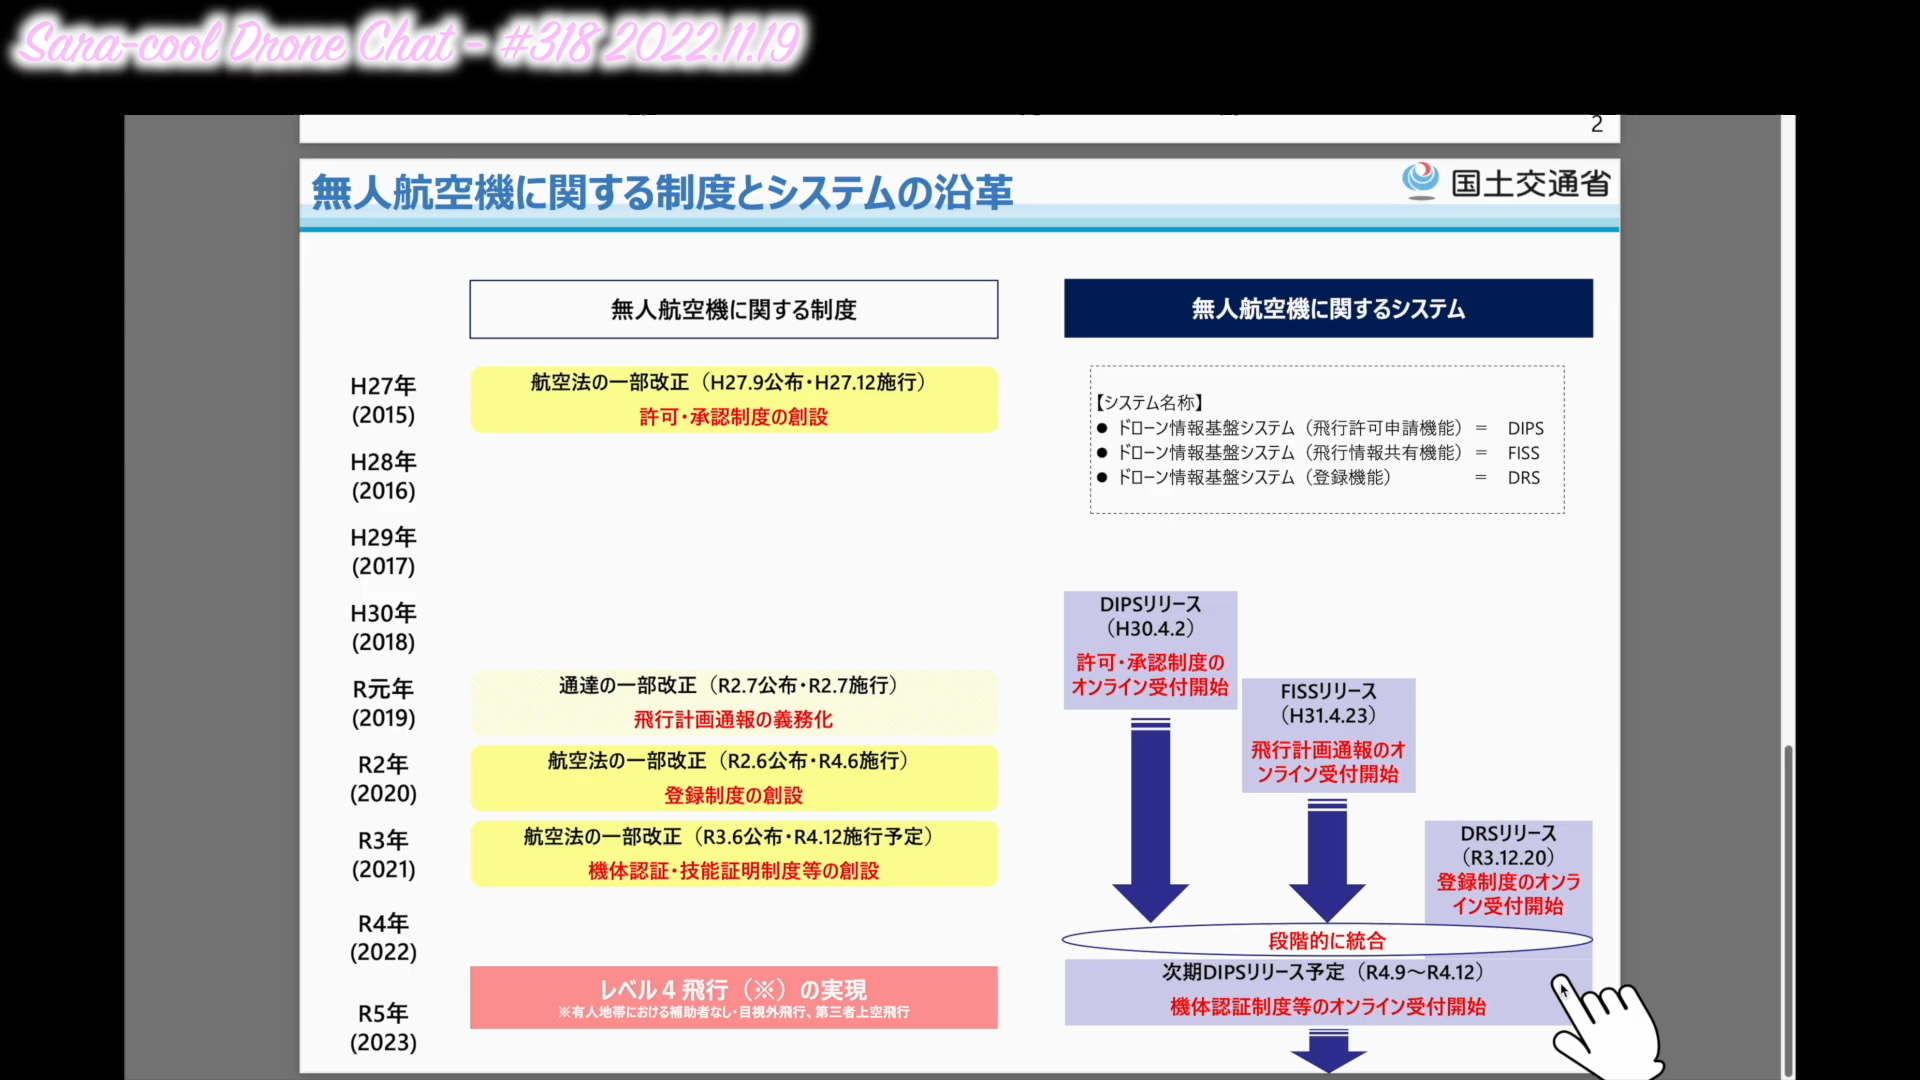 Sara-cool Drone Chat - #318 2022.11.19
2
無人航空機に関する制度とシステムの沿革
国土交通省
無人航空機に関する制度
無人航空機に関するシステム
H27年
(2015)
航空法の一部改正（H27.9公布・H27.12施行）
許可・承認制度の創設
【システム名称】
● ドローン情報基盤システム（飛行許可申請機能）＝ DIPS
● ドローン情報基盤システム（飛行情報共有機能）＝ FISS
● ドローン情報基盤システム（登録機能） ＝ DRS
H28年
(2016)
H29年
(2017)
H30年
(2018)
DIPSリリース
（H30.4.2）
許可・承認制度の
オンライン受付開始
R元年
(2019)
通達の一部改正（R2.7公布・R2.7施行）
飛行計画通報の義務化
FISSリリース
（H31.4.23）
飛行計画通報のオ
ンライン受付開始
R2年
(2020)
航空法の一部改正（R2.6公布・R4.6施行）
登録制度の創設
R3年
(2021)
航空法の一部改正（R3.6公布・R4.12施行予定）
機体認証・技能証明制度等の創設
DRSリリース
（R3.12.20）
登録制度のオンラ
イン受付開始
R4年
(2022)
段階的に統合
次期DIPSリリース予定（R4.9～R4.12）
機体認証制度等のオンライン受付開始
レベル４飛行（※）の実現
※有人地帯における補助者なし・目視外飛行、第三者上空飛行
R5年
(2023)